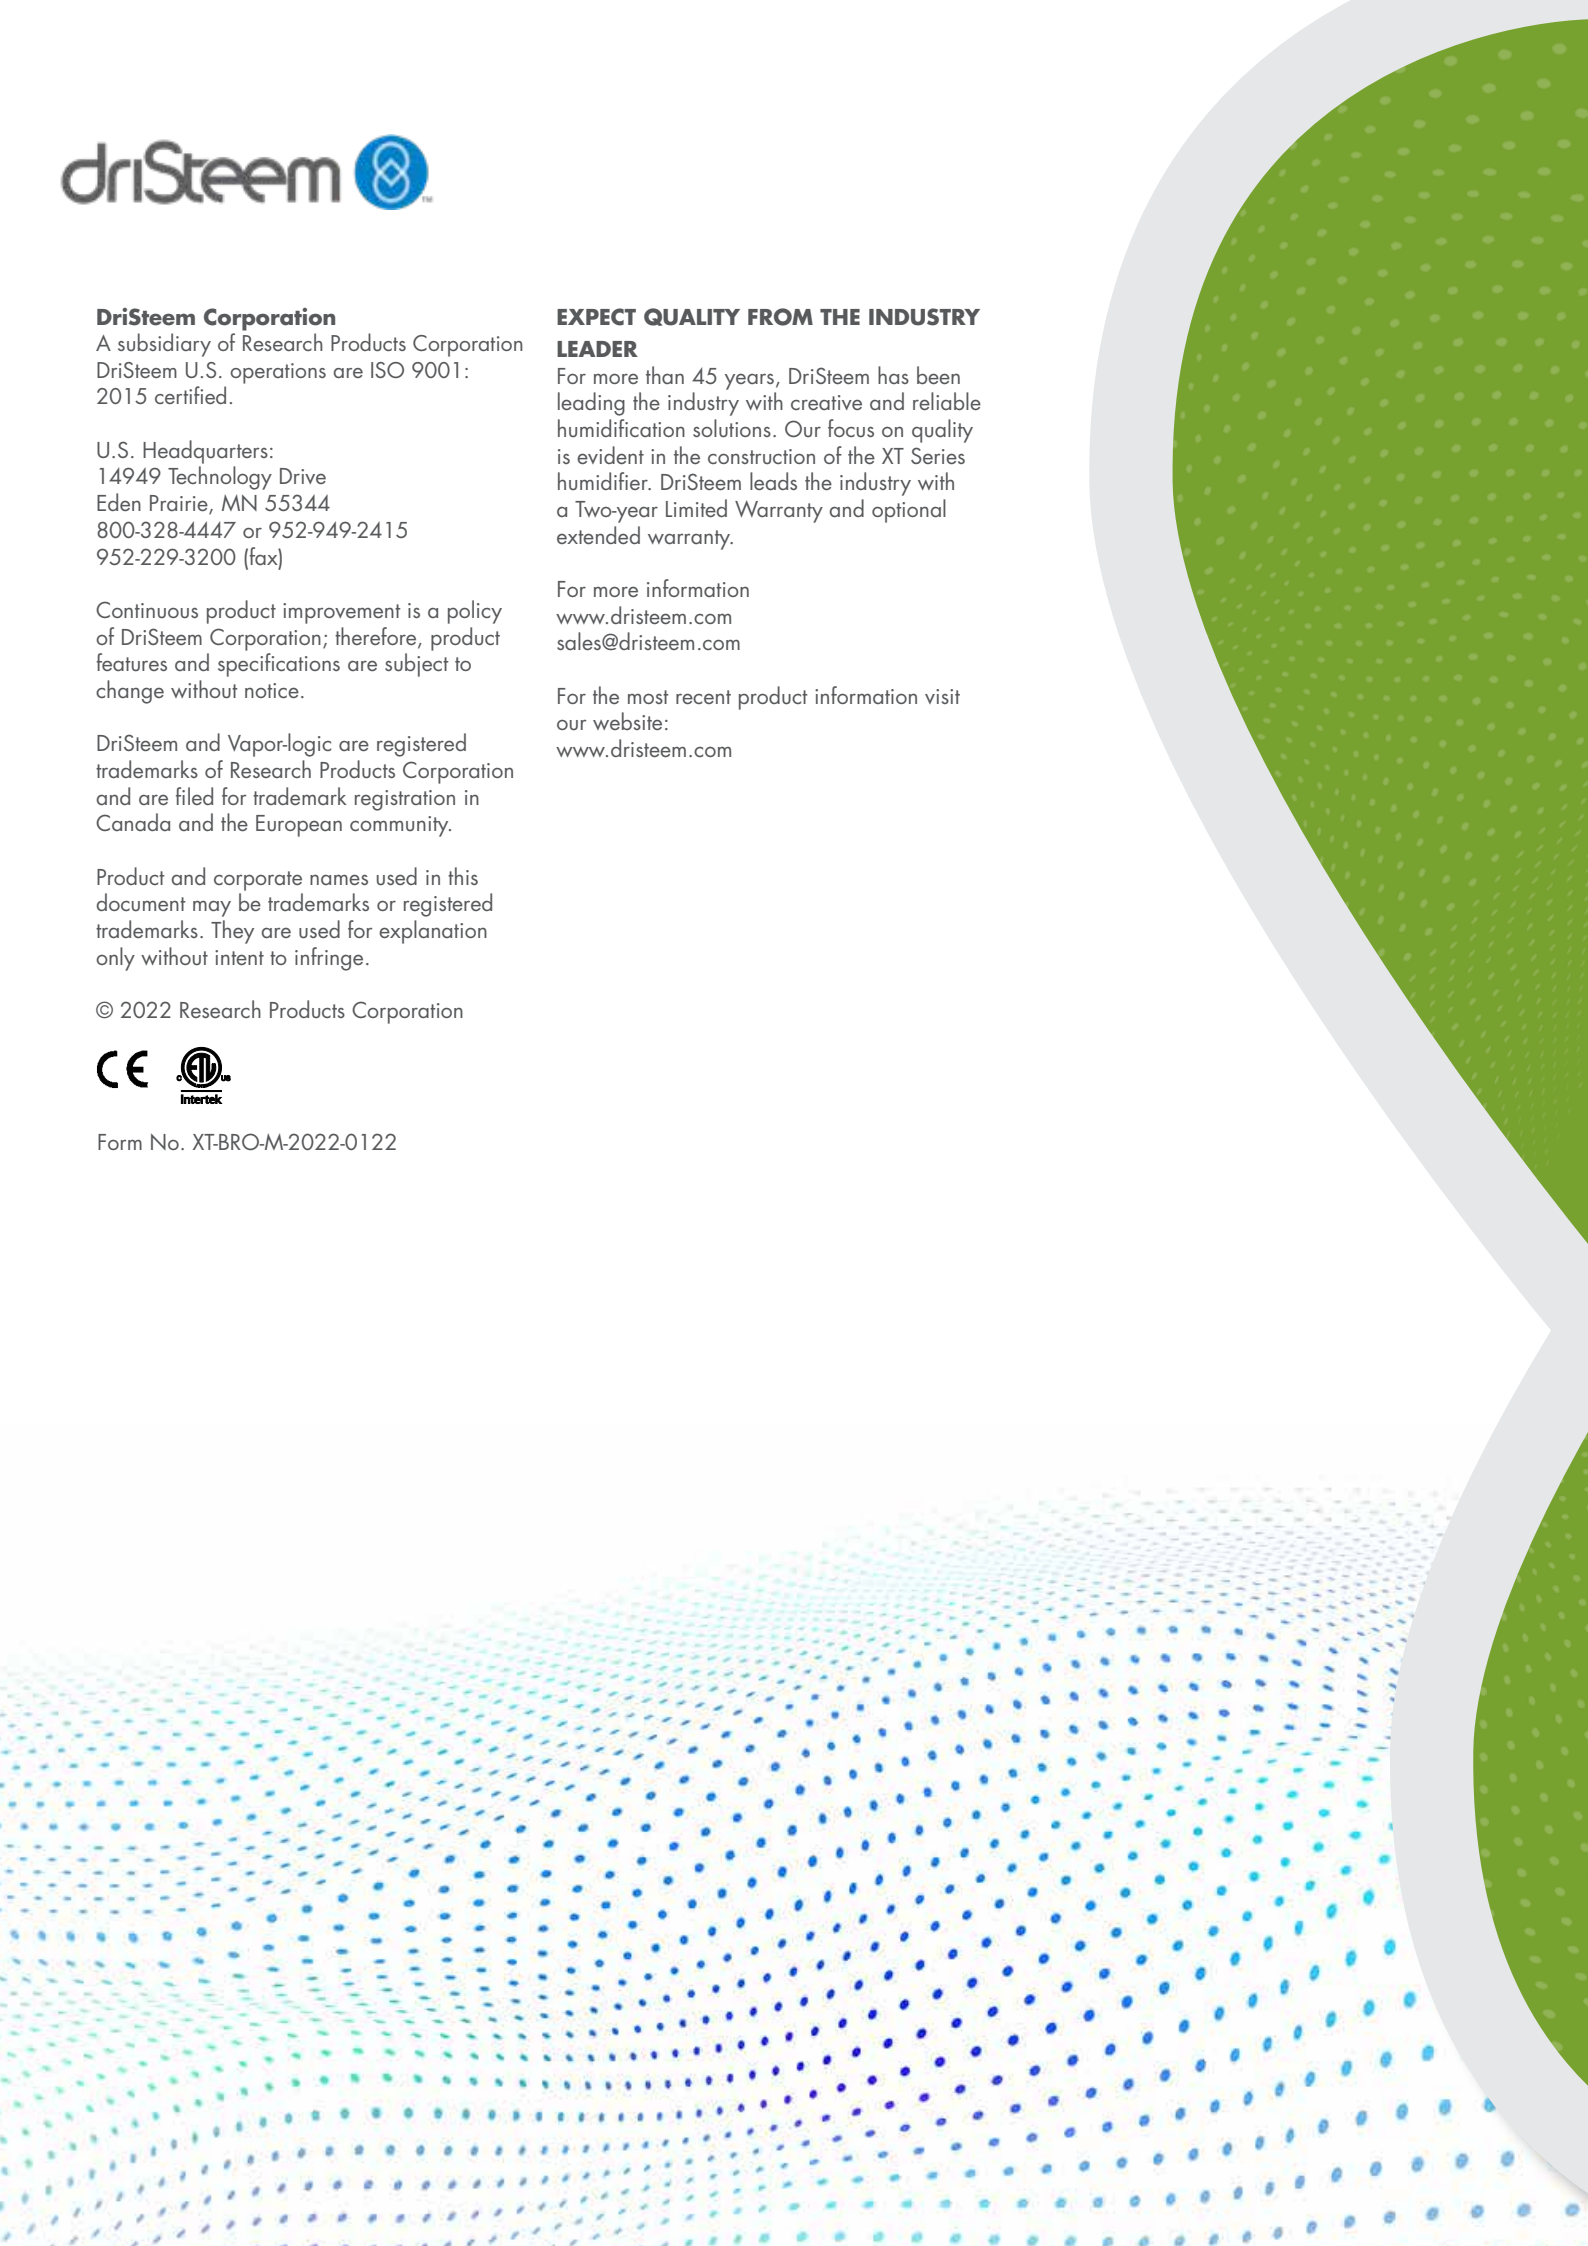 driSteem
TM
DriSteem Corporation
A subsidiary of Research Products Corporation
DriSteem U.S. operations are ISO 9001:
2015 certified.
U.S. Headquarters:
14949 Technology Drive
Eden Prairie, MN 55344
800-328-4447 or 952-949-2415
952-229-3200 (fax)
Continuous product improvement is a policy
of DriSteem Corporation; therefore, product
features and specifications are subject to
change without notice.
DriSteem and Vapor-logic are registered
trademarks of Research Products Corporation
and are filed for trademark registration in
Canada and the European community.
Product and corporate names used in this
document may be trademarks or registered
trademarks. They are used for explanation
only without intent to infringe.
© 2022 Research Products Corporation
CE
C ETL US
Intertek
Form No. XT-BRO-M-2022-0122
EXPECT QUALITY FROM THE INDUSTRY
LEADER
For more than 45 years, DriSteem has been
leading the industry with creative and reliable
humidification solutions. Our focus on quality
is evident in the construction of the XT Series
humidifier. DriSteem leads the industry with
a Two-year Limited Warranty and optional
extended warranty.
For more information
www.dristeem.com
sales@dristeem.com
For the most recent product information visit
our website:
www.dristeem.com